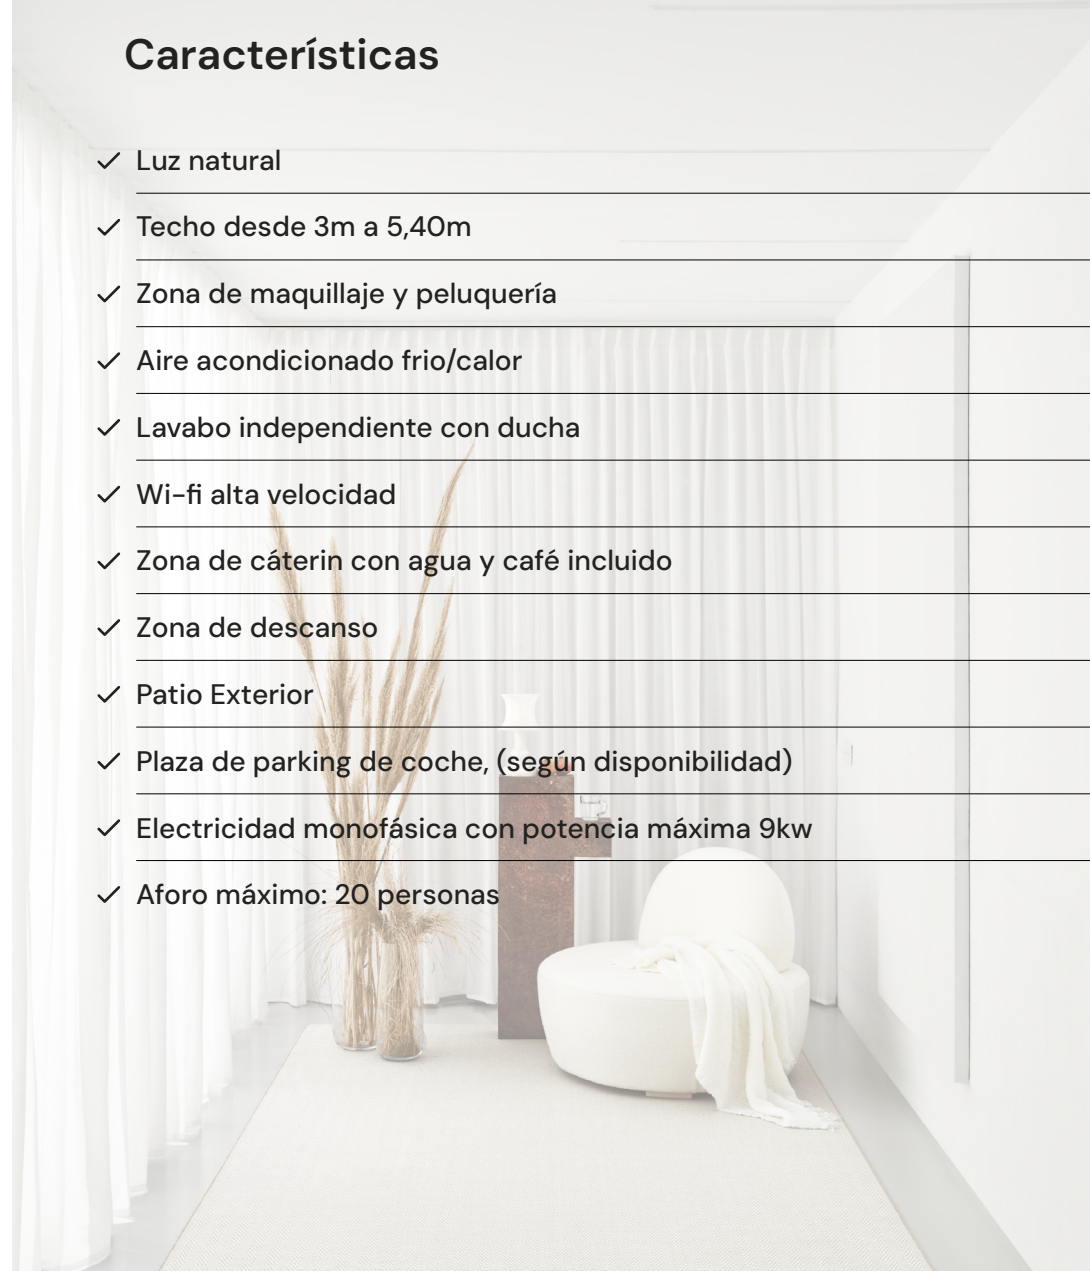 Características
Luz natural
Techo desde 3m a 5,40m
Zona de maquillaje y peluquería
Aire acondicionado frio/calor
Lavabo independiente con ducha
Wi-fi alta velocidad
Zona de cáterin con agua y café incluido
Zona de descanso
Patio Exterior
Plaza de parking de coche, (según disponibilidad)
Electricidad monofásica con potencia máxima 9kw
Aforo máximo: 20 personas